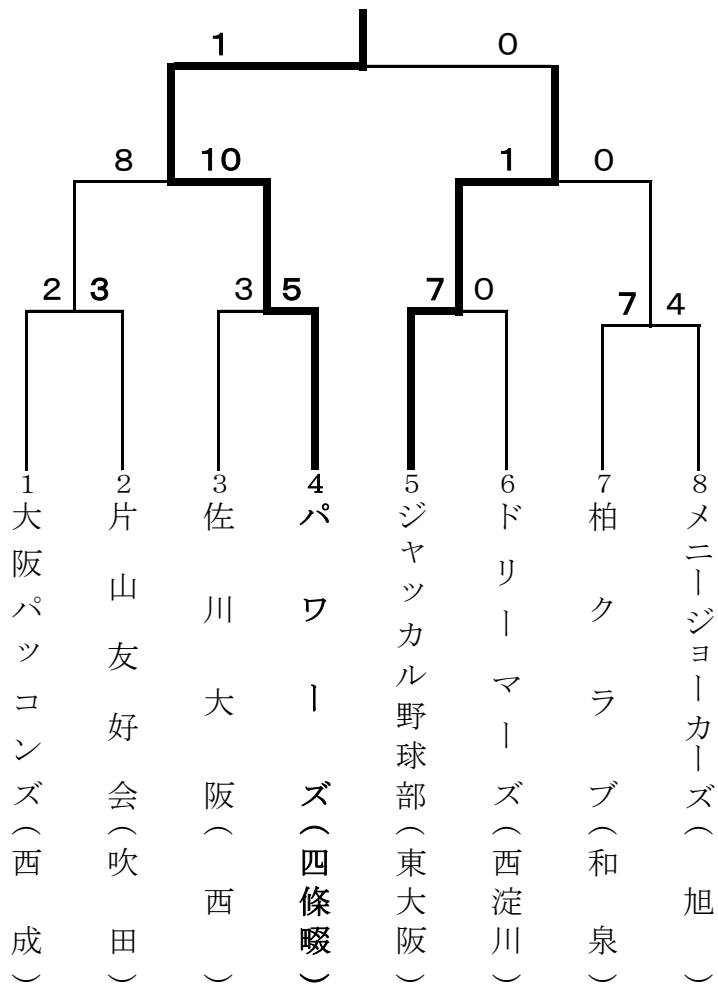 1 0
8 10 1 0
2 3 3 5 7 0 7 4
1 大阪パッコンズ(西成)
2 片山友好会(吹田)
3 佐川大阪(西)
4 パワーズ(四條畷)
5 ジャッカル野球部(東大阪)
6 ドリーマーズ(西淀川)
7 柏クラブ(和泉)
8 メニージョーカーズ(旭)